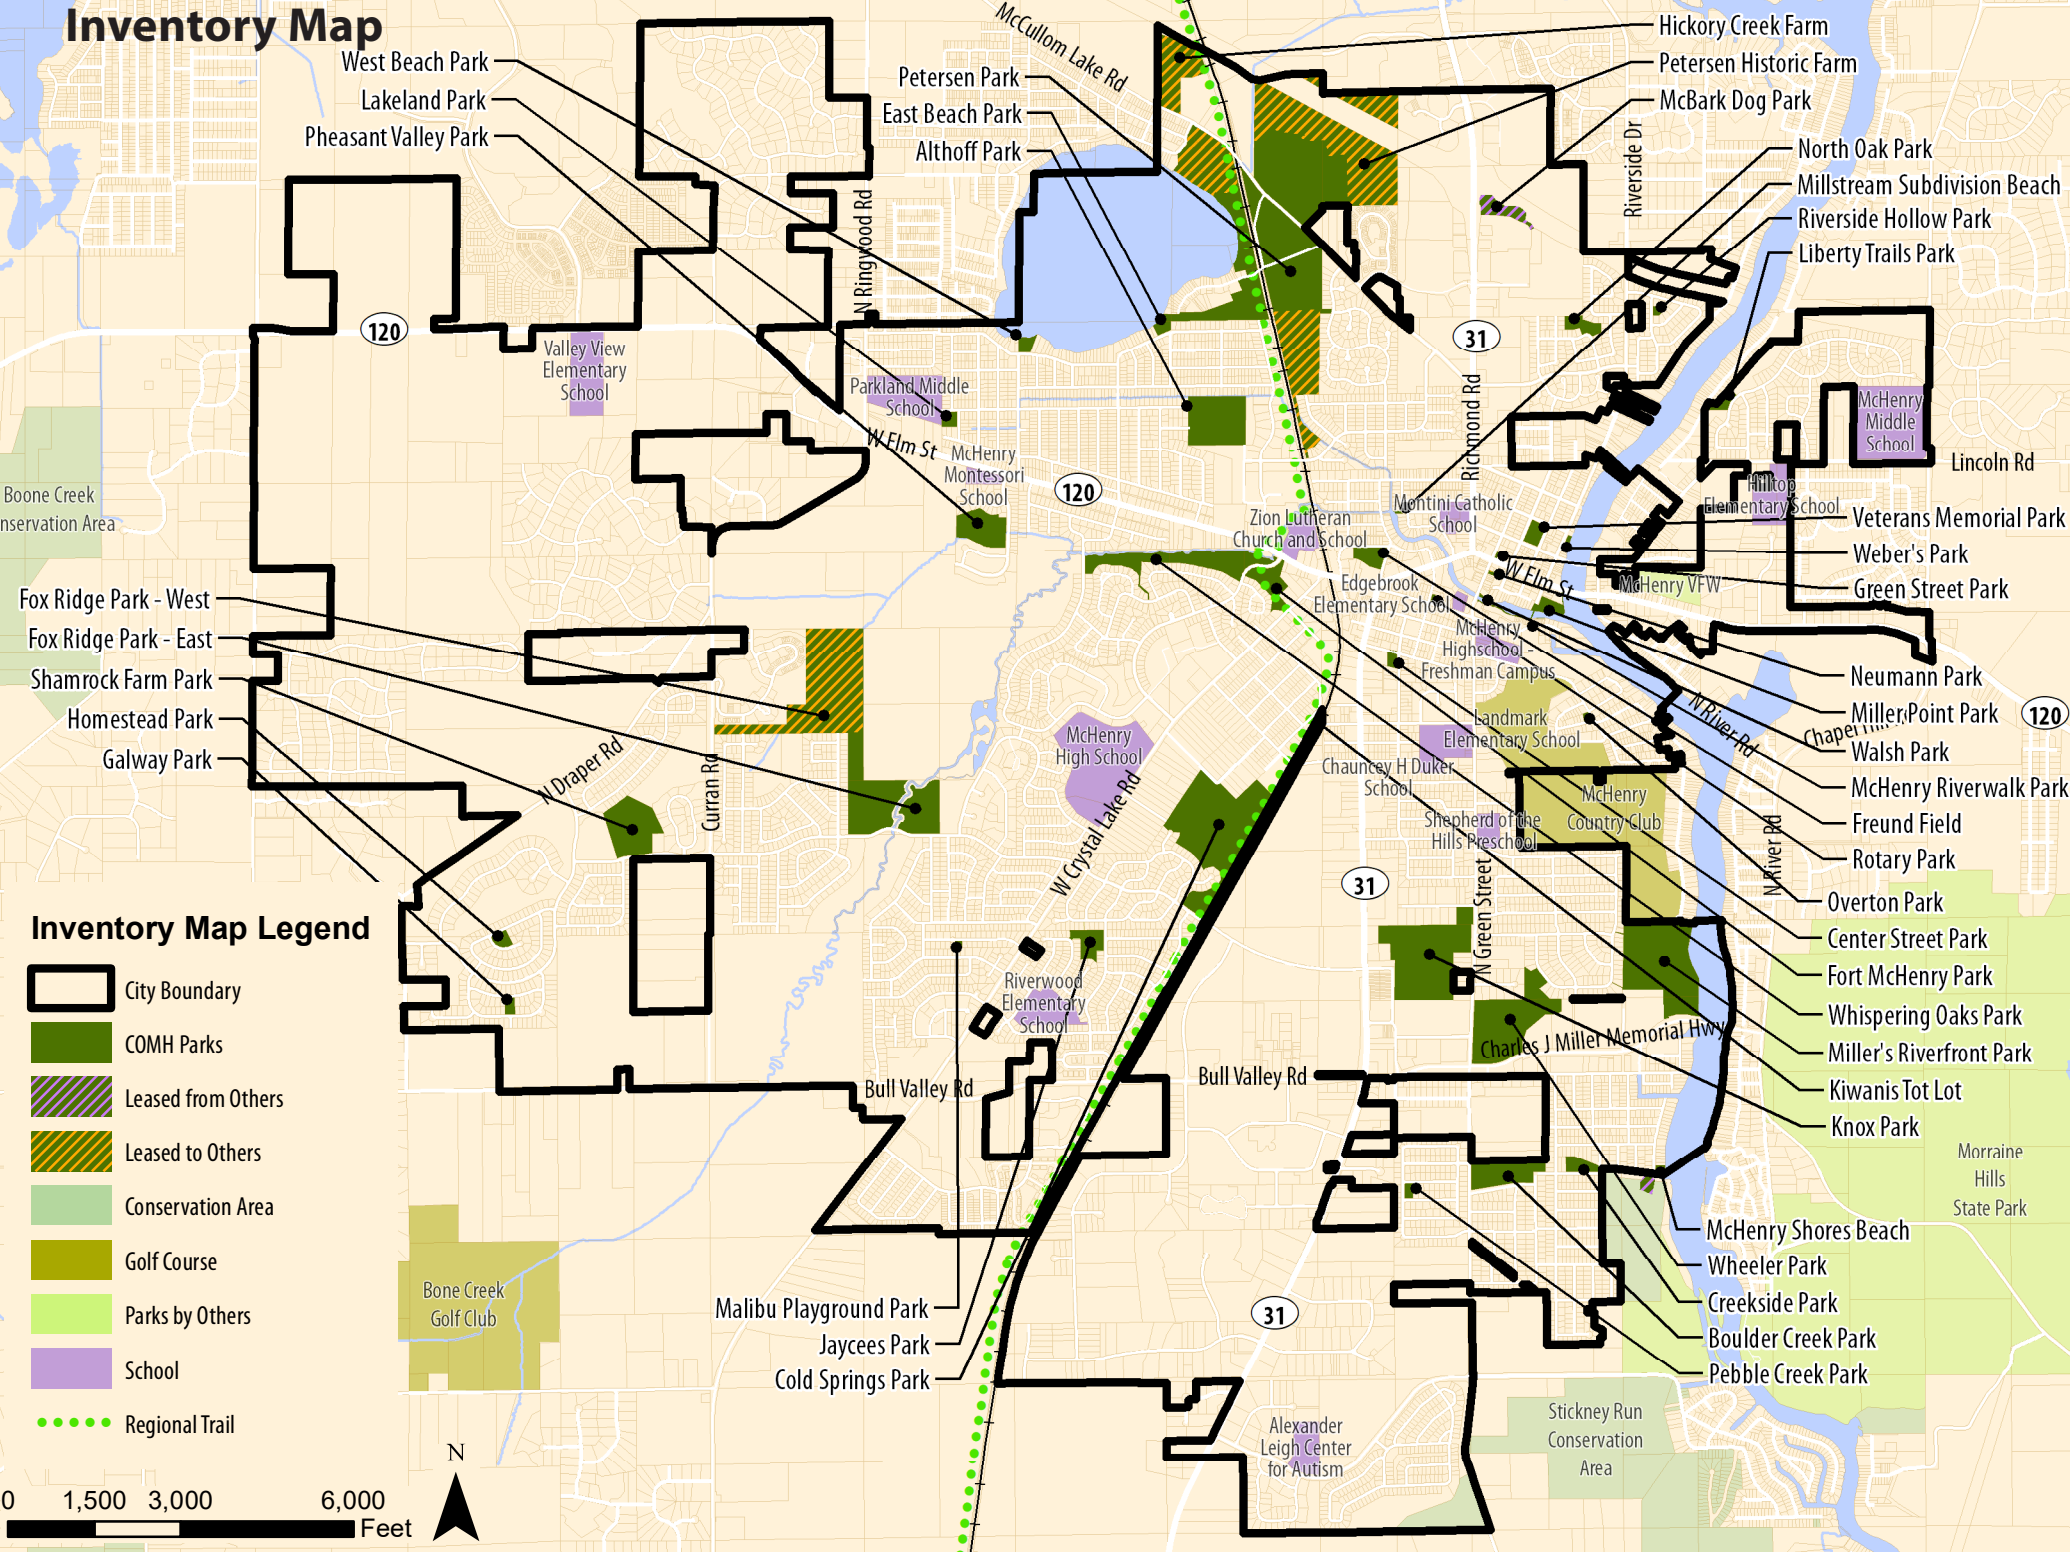 Inventory Map
West Beach Park
Lakeland Park
Pheasant Valley Park
McCullom Lake Rd
Petersen Park
East Beach Park
Althoff Park
Hickory Creek Farm
Petersen Historic Farm
McBark Dog Park
North Oak Park
Millstream Subdivision Beach
Riverside Hollow Park
Liberty Trails Park
Riverside Dr
N Ringwood Rd
120
31
Valley View
Elementary
School
Parkland Middle
School
W Elm St
McHenry
Montessori
School
120
Richmond Rd
McHenry
Middle
School
Lincoln Rd
Hilltop
Elementary School
Boone Creek
nservation Area
Zion Lutheran
Church and School
Montini Catholic
School
Veterans Memorial Park
Weber's Park
Green Street Park
W Elm St
McHenry VFW
Edgebrook
Elementary School
McHenry
Highschool -
Freshman Campus
Fox Ridge Park - West
Fox Ridge Park - East
Shamrock Farm Park
Homestead Park
Galway Park
Neumann Park
Miller Point Park
Walsh Park
McHenry Riverwalk Park
Freund Field
Rotary Park
Overton Park
Center Street Park
Fort McHenry Park
Whispering Oaks Park
Miller's Riverfront Park
Kiwanis Tot Lot
Knox Park
N River Rd
120
N River Rd
Landmark
Elementary School
Chauncey H Duker
School
McHenry
Country Club
Shepherd of the
Hills Preschool
McHenry
High School
N Draper Rd
Curran Rd
W Crystal Lake Rd
31
N Green Street
Riverwood
Elementary
School
Charles J Miller Memorial Hwy
Bull Valley Rd
Bull Valley Rd
Morraine
Hills
State Park
McHenry Shores Beach
Wheeler Park
Creekside Park
Boulder Creek Park
Pebble Creek Park
Malibu Playground Park
Jaycees Park
Cold Springs Park
31
Bone Creek
Golf Club
Alexander
Leigh Center
for Autism
Stickney Run
Conservation
Area
Inventory Map Legend
City Boundary
COMH Parks
Leased from Others
Leased to Others
Conservation Area
Golf Course
Parks by Others
School
Regional Trail
N
0 1,500 3,000 6,000
Feet